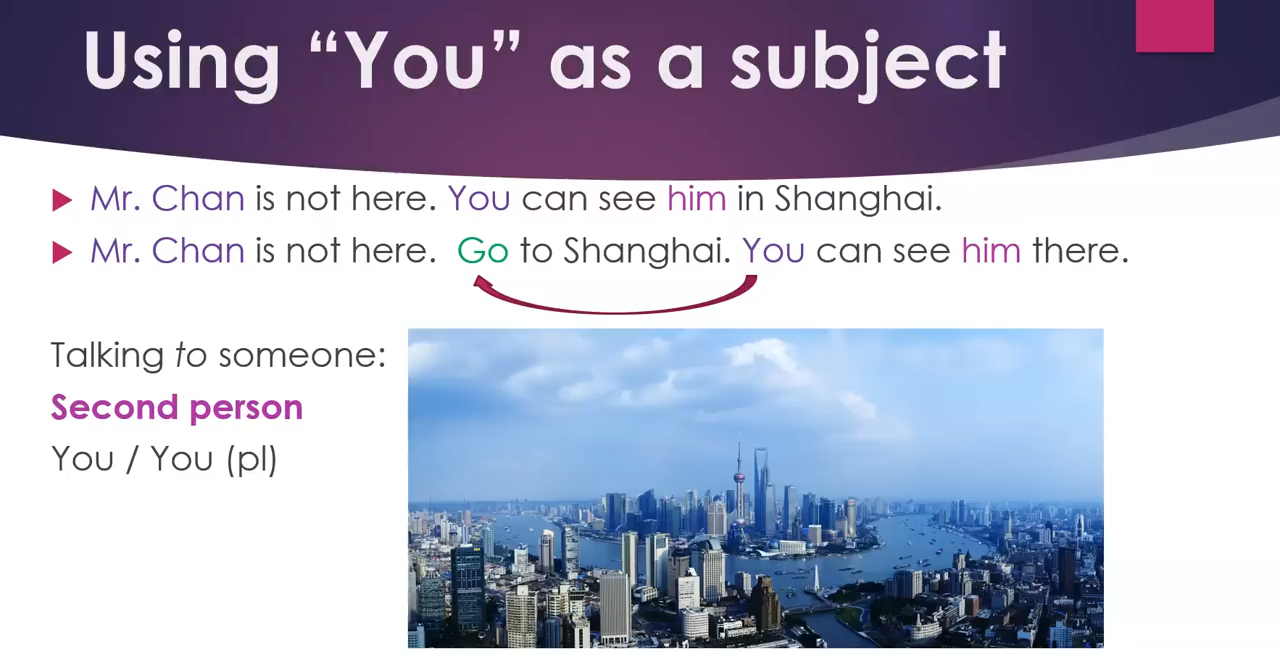 Using “You” as a subject
Mr. Chan is not here. You can see him in Shanghai.
Mr. Chan is not here. Go to Shanghai. You can see him there.
Talking to someone:
Second person
You / You (pl)